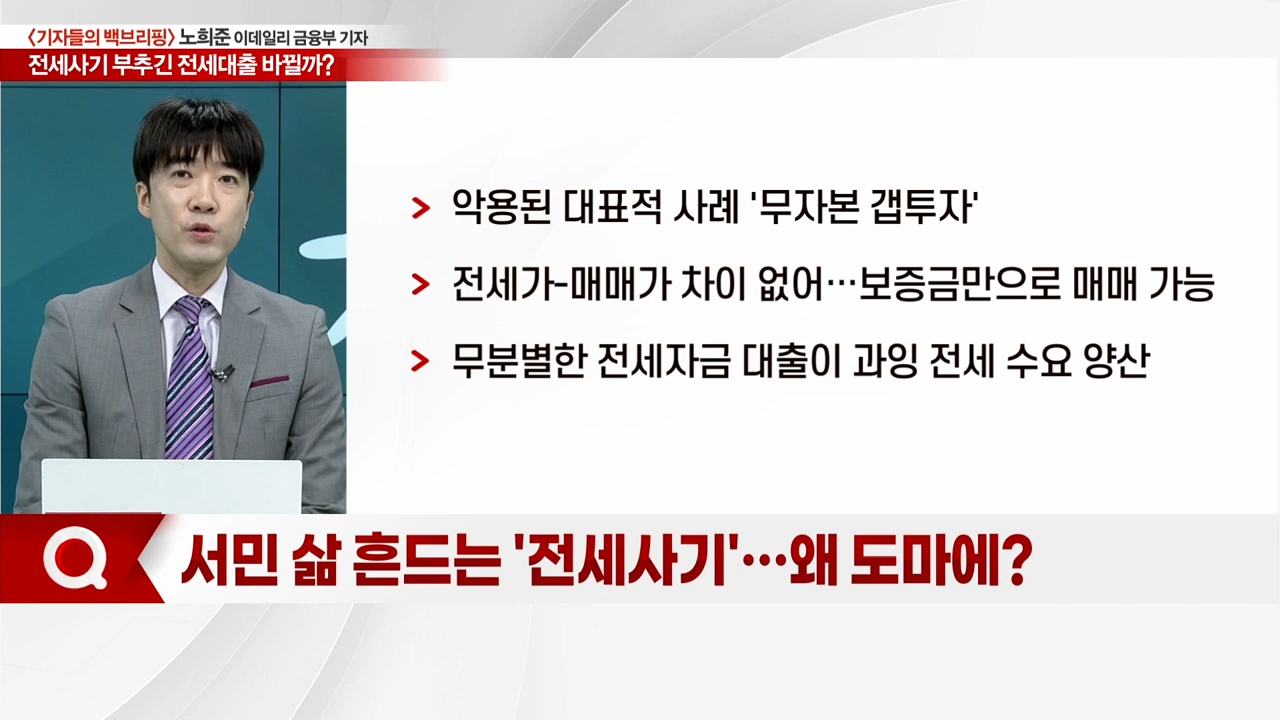 <기자들의 백브리핑> 노희준 이데일리 금융부 기자
전세사기 부추긴 전세대출 바뀔까?
> 악용된 대표적 사례 '무자본 갭투자'
> 전세가-매매가 차이 없어…보증금만으로 매매 가능
> 무분별한 전세자금 대출이 과잉 전세 수요 양산
Q 서민 삶 흔드는 '전세사기'…왜 도마에?